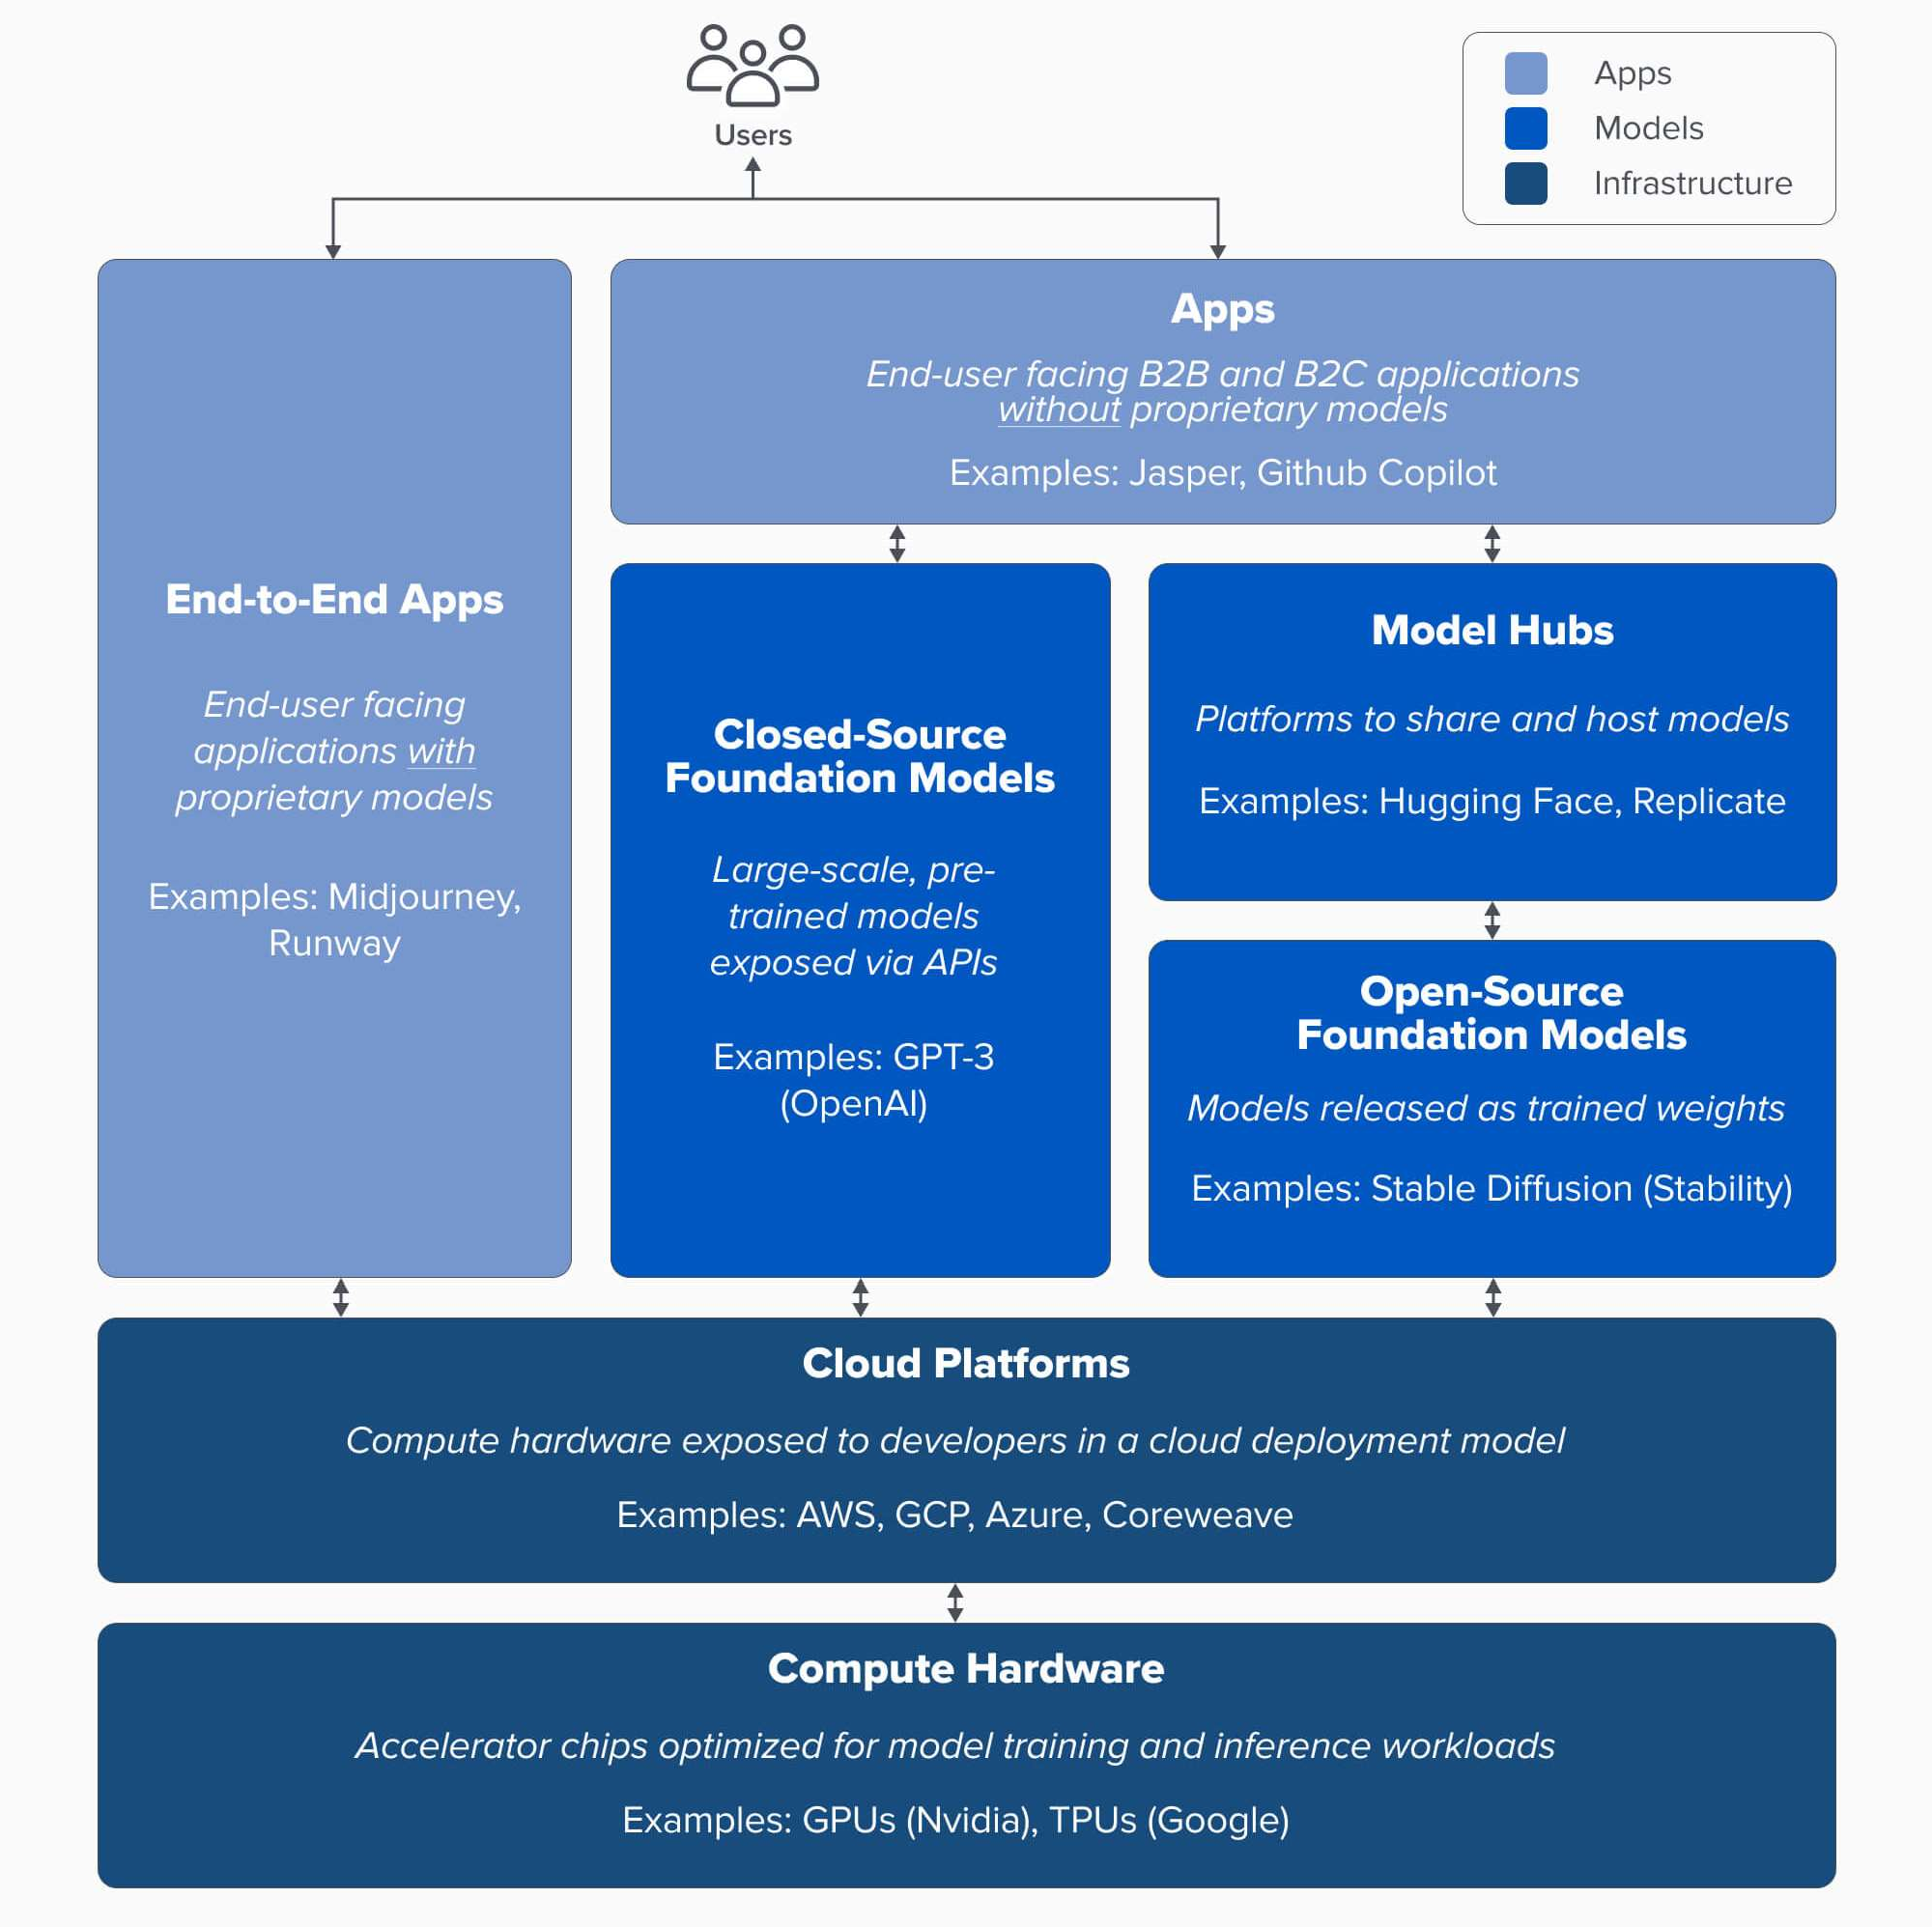 Users
Apps
Models
Infrastructure
Apps
End-user facing B2B and B2C applications
without proprietary models
Examples: Jasper, Github Copilot
End-to-End Apps
End-user facing
applications with
proprietary models
Examples: Midjourney,
Runway
Closed-Source
Foundation Models
Large-scale, pre-
trained models
exposed via APIs
Examples: GPT-3
(OpenAI)
Model Hubs
Platforms to share and host models
Examples: Hugging Face, Replicate
Open-Source
Foundation Models
Models released as trained weights
Examples: Stable Diffusion (Stability)
Cloud Platforms
Compute hardware exposed to developers in a cloud deployment model
Examples: AWS, GCP, Azure, Coreweave
Compute Hardware
Accelerator chips optimized for model training and inference workloads
Examples: GPUs (Nvidia), TPUs (Google)